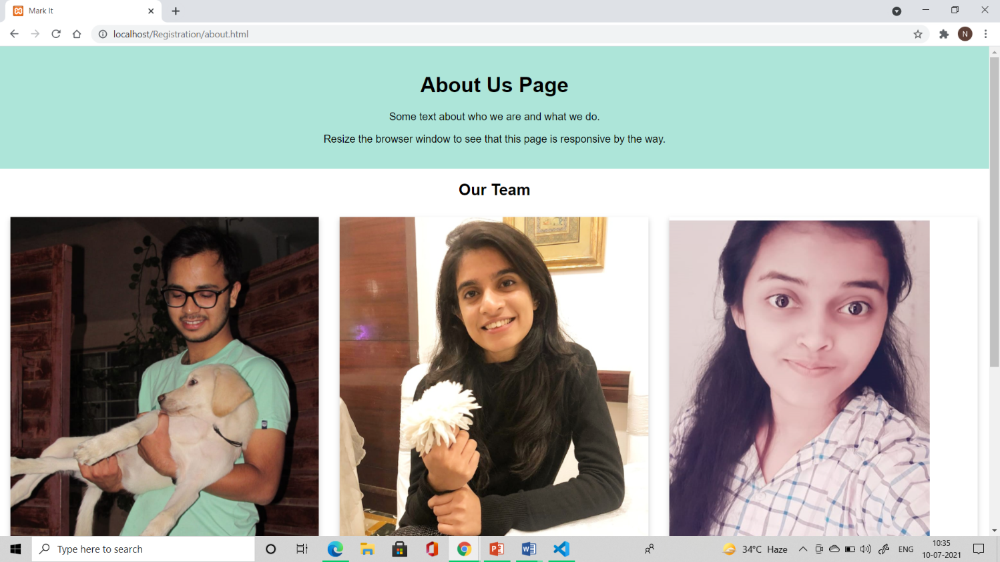 Mark It
localhost/Registration/about.html
N
About Us Page
Some text about who we are and what we do.
Resize the browser window to see that this page is responsive by the way.
Our Team
Type here to search
34°C Haze
ENG
10:35
10-07-2021